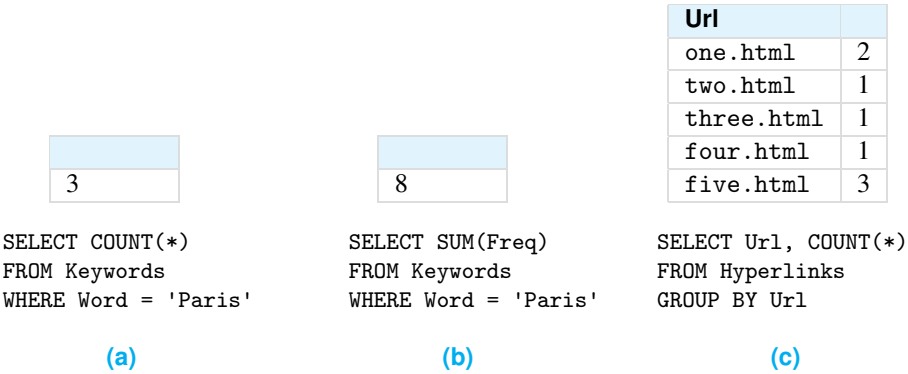 3
SELECT COUNT(*)
FROM Keywords
WHERE Word = 'Paris'
(a)
8
SELECT SUM(Freq)
FROM Keywords
WHERE Word = 'Paris'
(b)
Url
one.html 2
two.html 1
three.html 1
four.html 1
five.html 3
SELECT Url, COUNT(*)
FROM Hyperlinks
GROUP BY Url
(c)